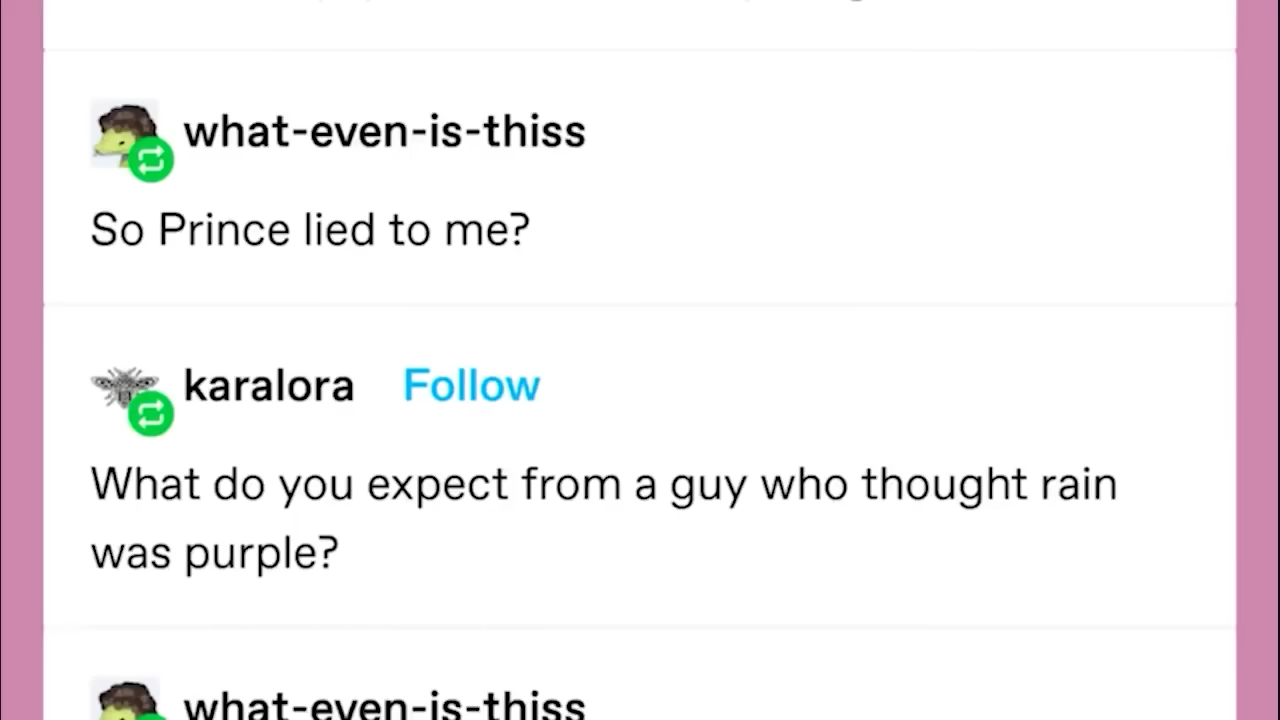 what-even-is-thiss
So Prince lied to me?
karalora Follow
What do you expect from a guy who thought rain
was purple?
what-even-is-thiss